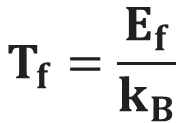 T_f = E_f / k_B